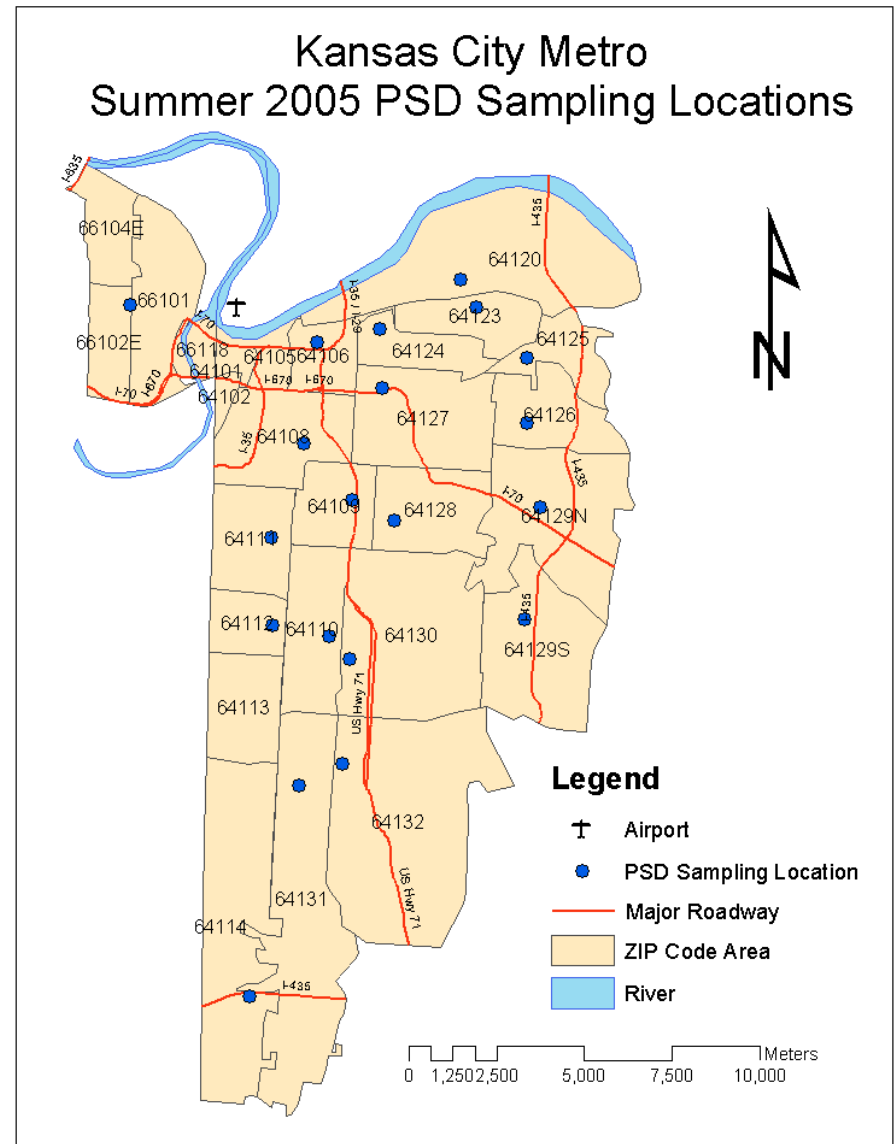 Kansas City Metro
Summer 2005 PSD Sampling Locations
I-635
66104E
I-435
64120
66101
I-70
I-35 / I-29
64123
66102E
66118
64105
64106
64124
64125
64101
I-670
I-670
I-70
I-670
64102
64127
64126
64108
I-35
I-435
64109
64128
I-70
64129N
64111
I-435
64112
64110
64130
64129S
64113
US Hwy 71
64132
64131
US Hwy 71
64114
I-435
N
Legend
Airport
PSD Sampling Location
Major Roadway
ZIP Code Area
River
Meters
0 1,250 2,500 5,000 7,500 10,000